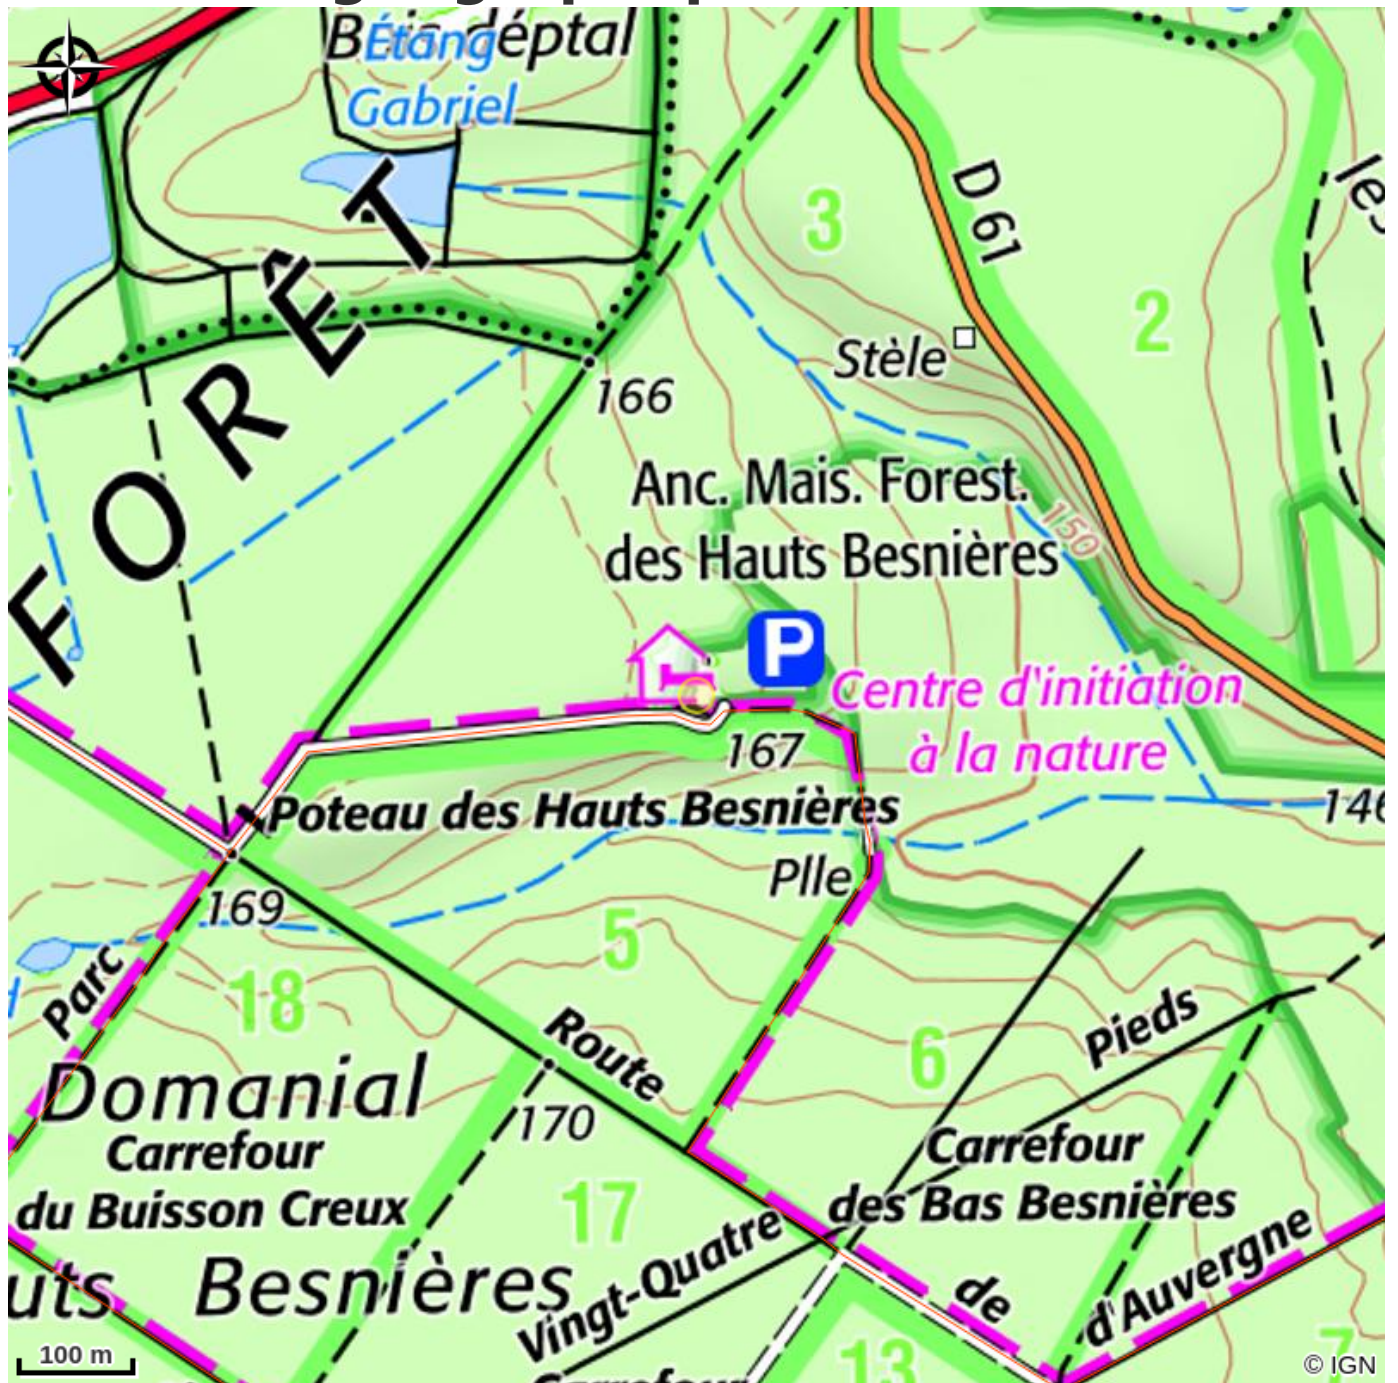 Étang
déptal
Gabriel
FORÊT
3
D 61
2
Stèle
166
Anc. Mais. Forest.
des Hauts Besnières
150
P
Centre d'initiation
à la nature
167
Poteau des Hauts Besnières
146
Plle
169
5
Parc
18
Route
6
Pieds
Domanial
170
Carrefour
du Buisson Creux
Carrefour
des Bas Besnières
17
Vingt-Quatre
Besnières
uts
de
d'Auvergne
13
7
100 m
© IGN